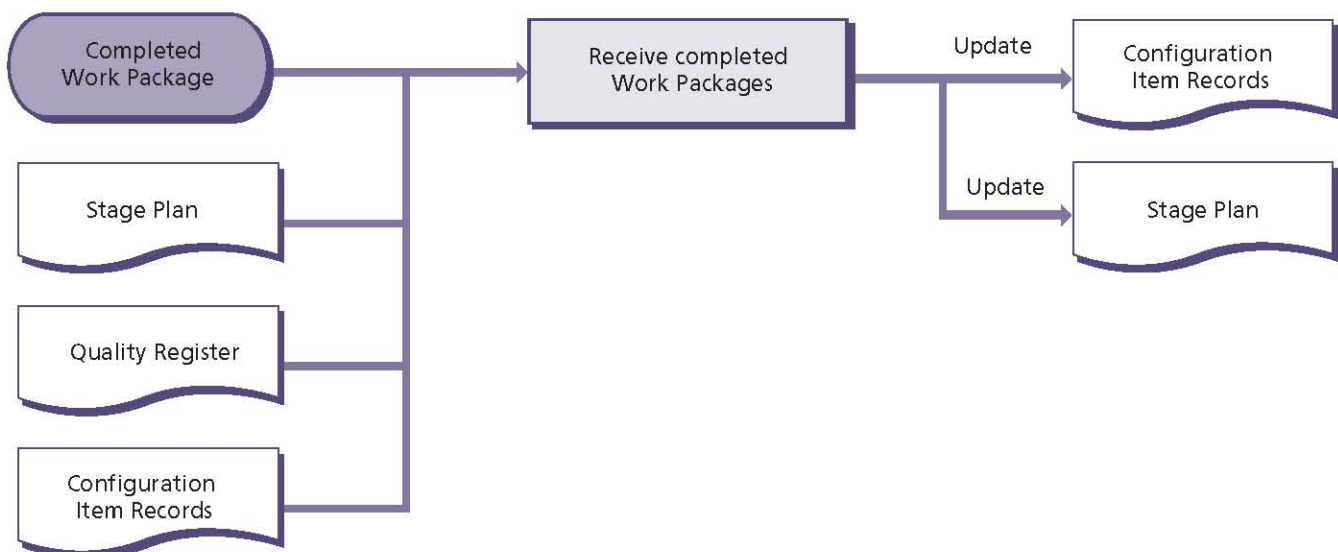 Completed
Work Package
Stage Plan
Quality Register
Configuration
Item Records
Receive completed
Work Packages
Update
Configuration
Item Records
Update
Stage Plan